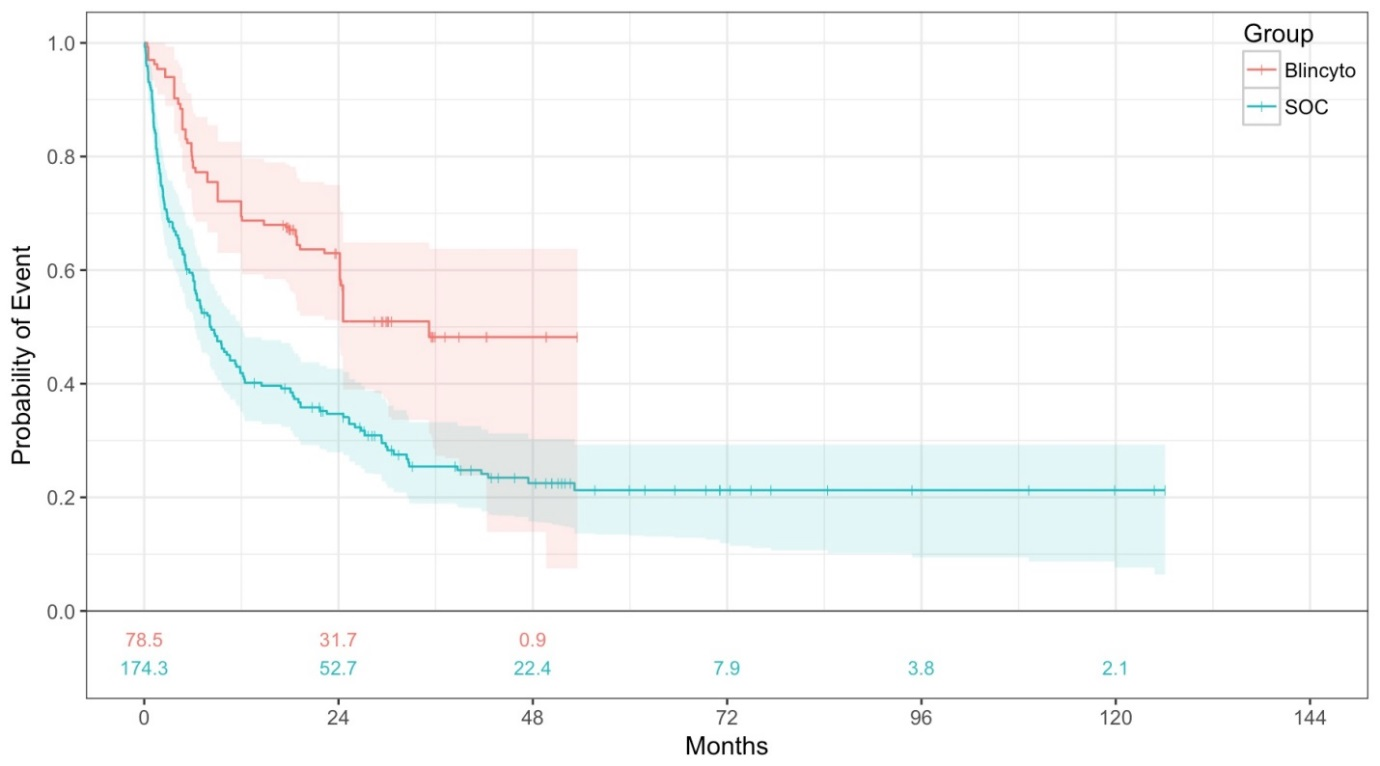 Group
Blincyto
SOC
Probability of Event
1.0
0.8
0.6
0.4
0.2
0.0
78.5 31.7 0.9
174.3 52.7 22.4 7.9 3.8 2.1
0 24 48 72 96 120 144
Months